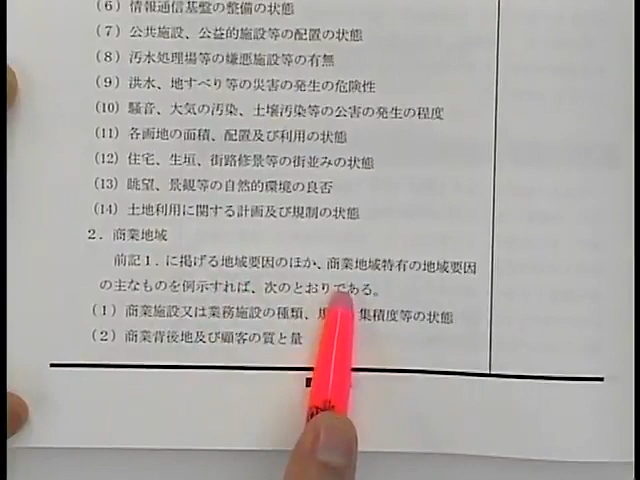 (6) 情報通信基盤の整備の状態
(7) 公共施設、公益的施設等の配置の状態
(8) 汚水処理場等の嫌悪施設等の有無
(9) 洪水、地すべり等の災害の発生の危険性
(10) 騒音、大気の汚染、土壌汚染等の公害の発生の程度
(11) 各画地の面積、配置及び利用の状態
(12) 住宅、生垣、街路修景等の街並みの状態
(13) 眺望、景観等の自然的環境の良否
(14) 土地利用に関する計画及び規制の状態
2．商業地域
前記1．に掲げる地域要因のほか、商業地域特有の地域要因
の主なものを例示すれば、次のとおりである。
(1) 商業施設又は業務施設の種類、規 集積度等の状態
(2) 商業背後地及び顧客の質と量